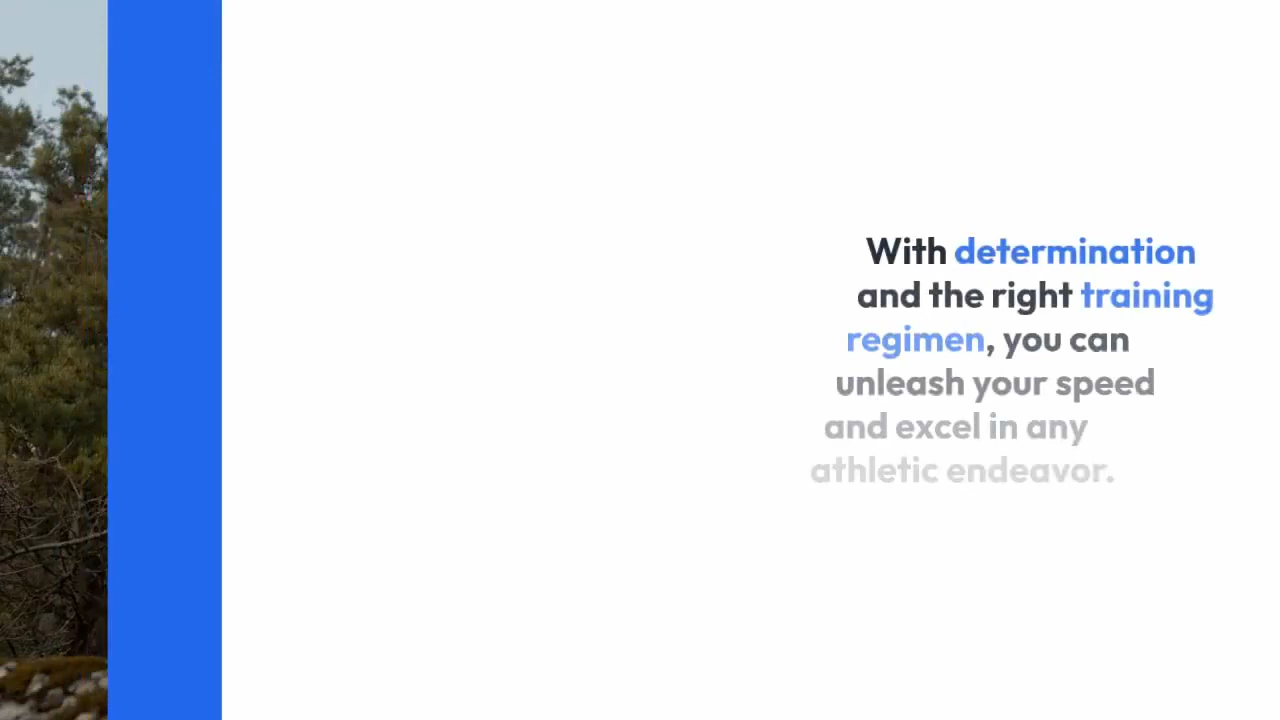 With determination
and the right training
regimen, you can
unleash your speed
and excel in any
athletic endeavor.